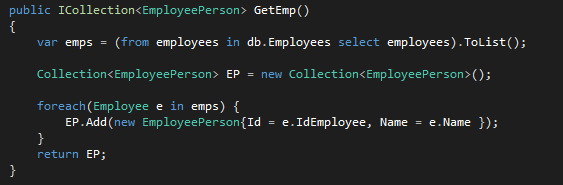 public ICollection<EmployeePerson> GetEmp()
{
    var emps = (from employees in db.Employees select employees).ToList();
    Collection<EmployeePerson> EP = new Collection<EmployeePerson>();
    foreach(Employee e in emps) {
        EP.Add(new EmployeePerson{Id = e.IdEmployee, Name = e.Name });
    }
    return EP;
}